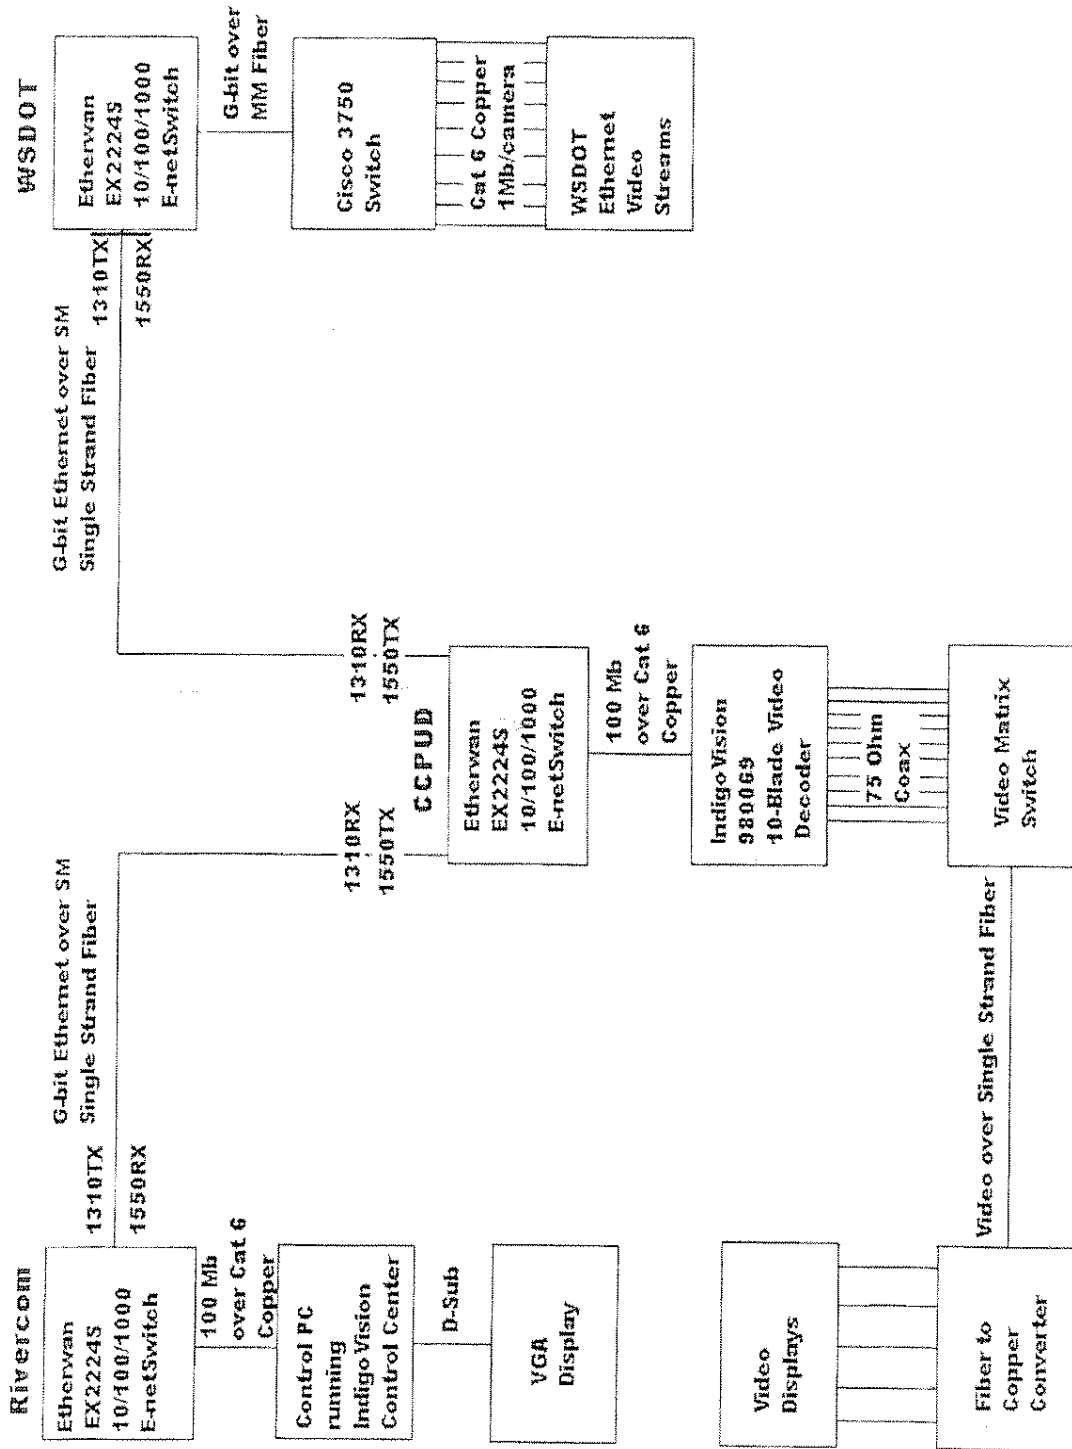 Rivercom
Etherwan
EX2224S
10/100/1000
E-netSwitch
1310TX
1550RX
G-bit Ethernet over SM
Single Strand Fiber
100 Mb
over Cat 6
Copper
Control PC
running
IndigoVision
Control Center
D-Sub
VGA
Display
1310RX
1550TX
CCPUD
1310RX
1550TX
Etherwan
EX2224S
10/100/1000
E-netSwitch
100 Mb
over Cat 6
Copper
IndigoVision
980069
10-Blade Video
Decoder
75 Ohm
Coax
Video Matrix
Switch
Video over Single Strand Fiber
Video
Displays
Fiber to
Copper
Converter
G-bit Ethernet over SM
Single Strand Fiber
1310TX
1550RX
WSDOT
Etherwan
EX2224S
10/100/1000
E-netSwitch
G-bit over
MM Fiber
Cisco 3750
Switch
Cat 6 Copper
1Mb/camera
WSDOT
Ethernet
Video
Streams